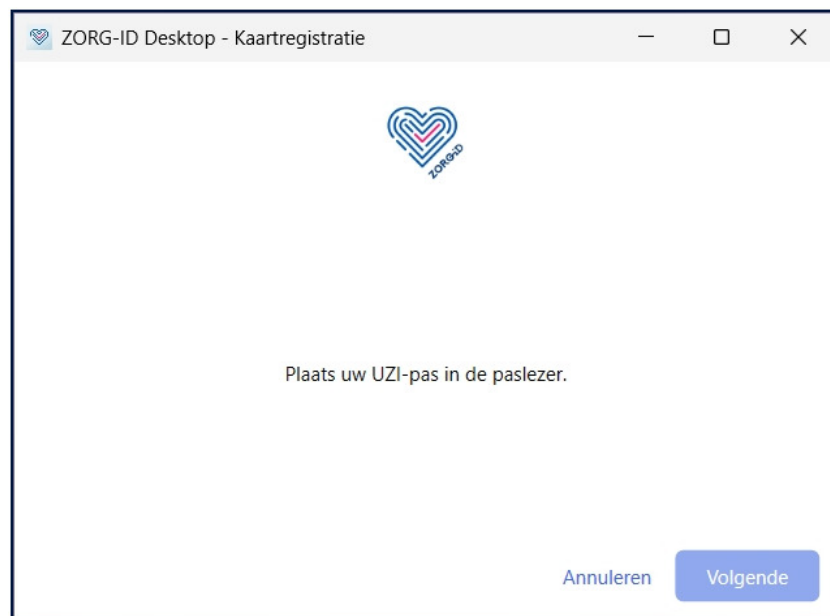 ZORG-ID Desktop - Kaartregistratie
ZORG-iD
Plaats uw UZI-pas in de paslezer.
Annuleren Volgende